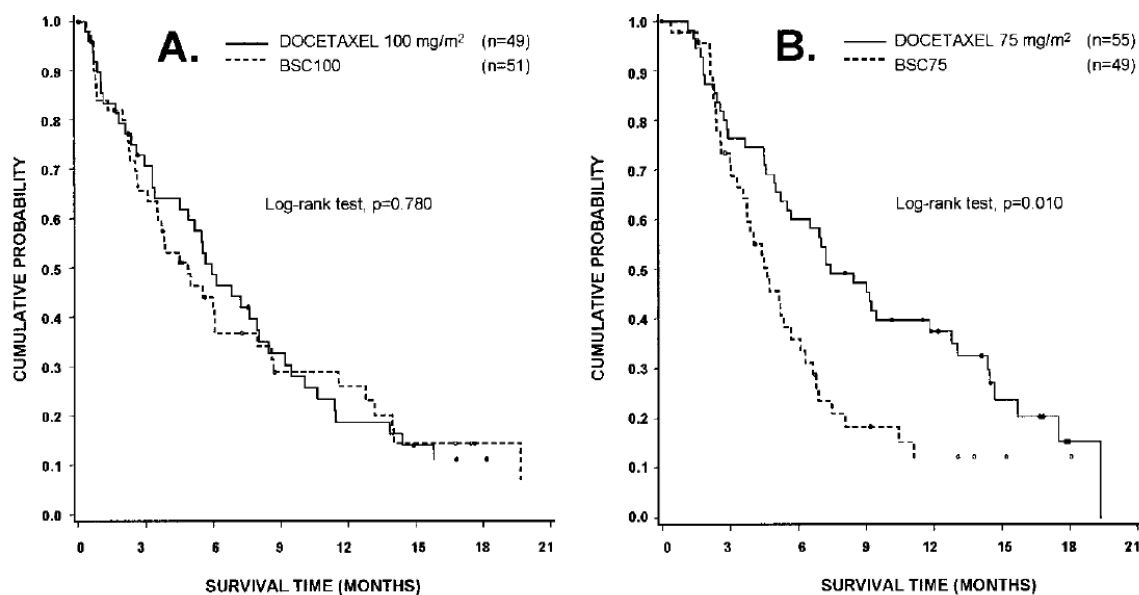 A.
DOCETAXEL 100 mg/m² (n=49)
BSC100 (n=51)
Log-rank test, p=0.780
CUMULATIVE PROBABILITY
1.0
0.9
0.8
0.7
0.6
0.5
0.4
0.3
0.2
0.1
0.0
0 3 6 9 12 15 18 21
SURVIVAL TIME (MONTHS)
B.
DOCETAXEL 75 mg/m² (n=55)
BSC75 (n=49)
Log-rank test, p=0.010
CUMULATIVE PROBABILITY
1.0
0.9
0.8
0.7
0.6
0.5
0.4
0.3
0.2
0.1
0.0
0 3 6 9 12 15 18 21
SURVIVAL TIME (MONTHS)